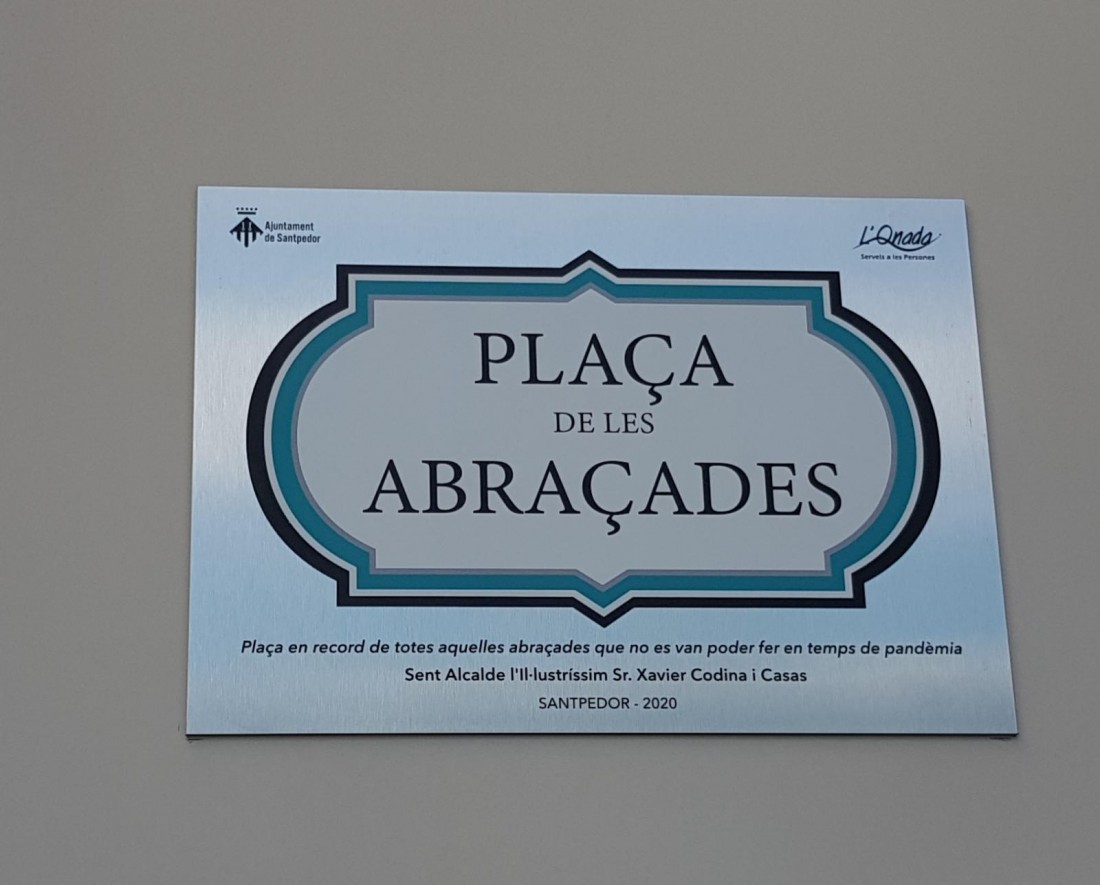 Ajuntament
de Santpedor
L'Onada
Serveis a les Persones
PLAÇA
DE LES
ABRAÇADES
Plaça en record de totes aquelles abraçades que no es van poder fer en temps de pandèmia
Sent Alcalde l'Il·lustríssim Sr. Xavier Codina i Casas
SANTPEDOR - 2020